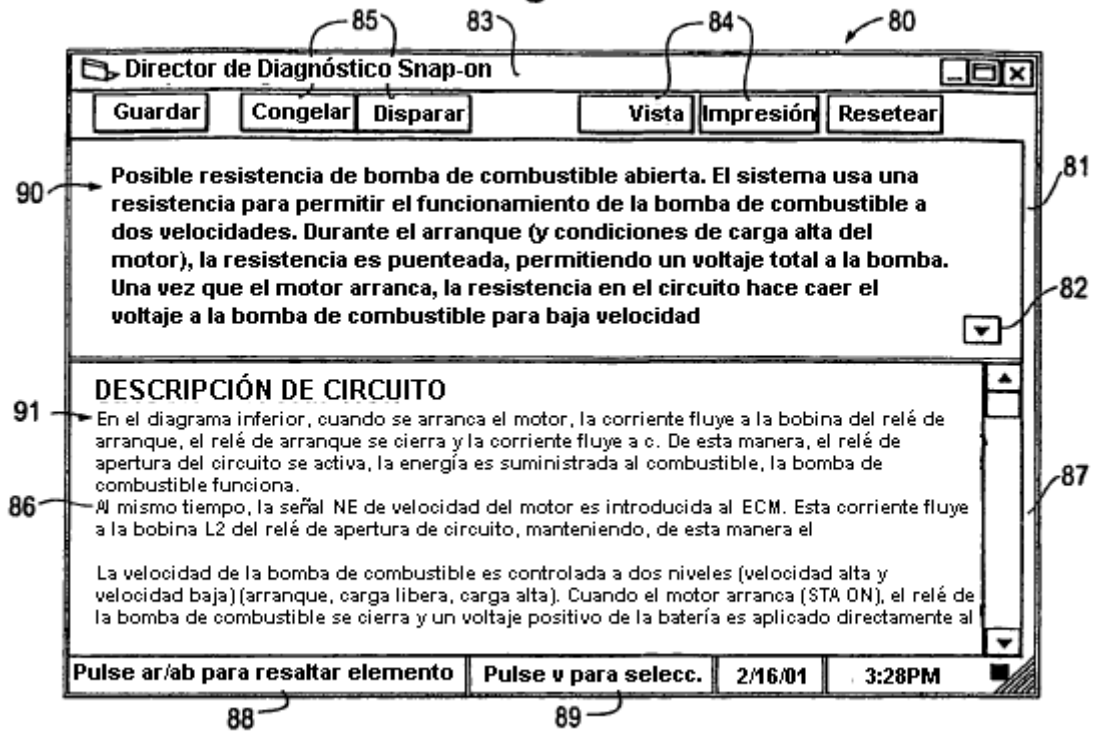 85 83 84 80
Director de Diagnóstico Snap-on
Guardar Congelar Disparar Vista Impresión Resetear
90
81
82
Posible resistencia de bomba de combustible abierta. El sistema usa una
resistencia para permitir el funcionamiento de la bomba de combustible a
dos velocidades. Durante el arranque (y condiciones de carga alta del
motor), la resistencia es puenteada, permitiendo un voltaje total a la bomba.
Una vez que el motor arranca, la resistencia en el circuito hace caer el
voltaje a la bomba de combustible para baja velocidad
DESCRIPCIÓN DE CIRCUITO
91
En el diagrama inferior, cuando se arranca el motor, la corriente fluye a la bobina del relé de
arranque, el relé de arranque se cierra y la corriente fluye a c. De esta manera, el relé de
apertura del circuito se activa, la energía es suministrada al combustible, la bomba de
combustible funciona.
86
87
Al mismo tiempo, la señal NE de velocidad del motor es introducida al ECM. Esta corriente fluye
a la bobina L2 del relé de apertura de circuito, manteniendo, de esta manera el
La velocidad de la bomba de combustible es controlada a dos niveles (velocidad alta y
velocidad baja) (arranque, carga libera, carga alta). Cuando el motor arranca (STA ON), el relé de
la bomba de combustible se cierra y un voltaje positivo de la batería es aplicado directamente al
Pulse ar/ab para resaltar elemento Pulse v para selecc. 2/16/01 3:28PM
88 89